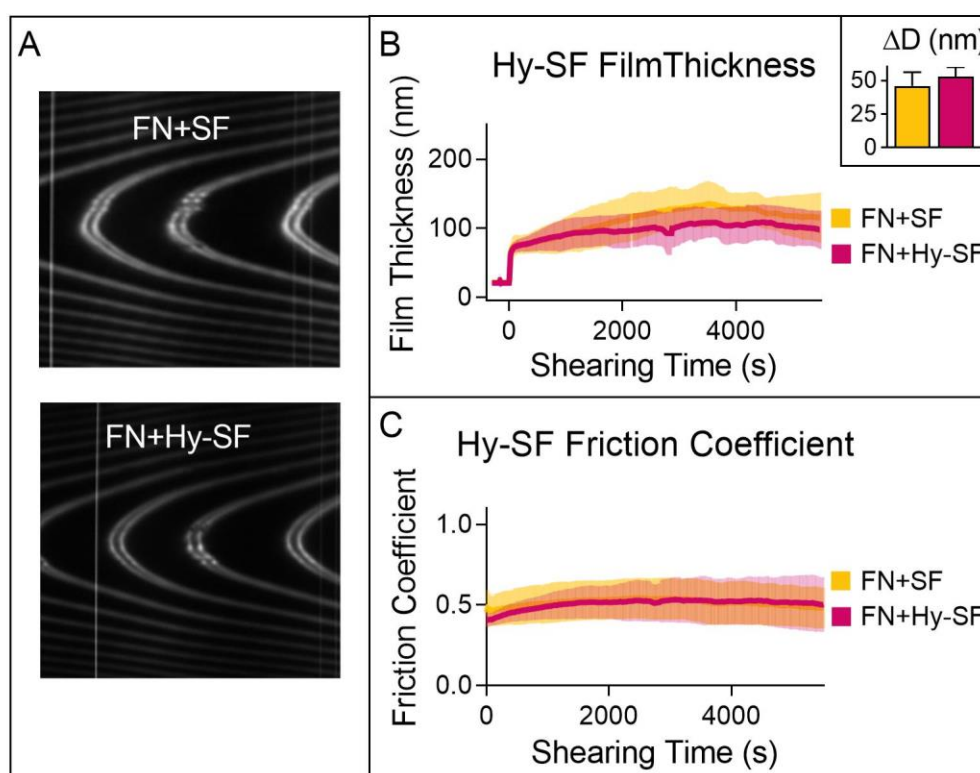 A
FN+SF
FN+Hy-SF
B
Hy-SF FilmThickness
Film Thickness (nm)
200
100
0
0 2000 4000
Shearing Time (s)
ΔD (nm)
50
25
0
FN+SF
FN+Hy-SF
C
Hy-SF Friction Coefficient
Friction Coefficient
1.0
0.5
0.0
0 2000 4000
Shearing Time (s)
FN+SF
FN+Hy-SF